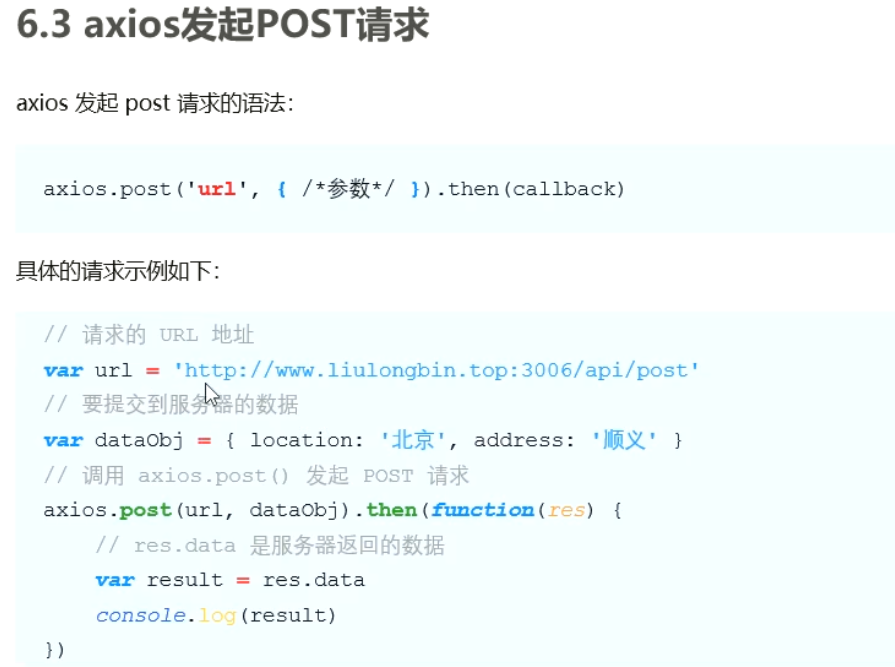 6.3 axios发起POST请求
axios 发起 post 请求的语法：
axios.post('url', { /*参数*/ }).then(callback)
具体的请求示例如下：
// 请求的 URL 地址
var url = 'http://www.liulongbin.top:3006/api/post'
// 要提交到服务器的数据
var dataObj = { location: '北京', address: '顺义' }
// 调用 axios.post() 发起 POST 请求
axios.post(url, dataObj).then(function(res) {
// res.data 是服务器返回的数据
var result = res.data
console.log(result)
})